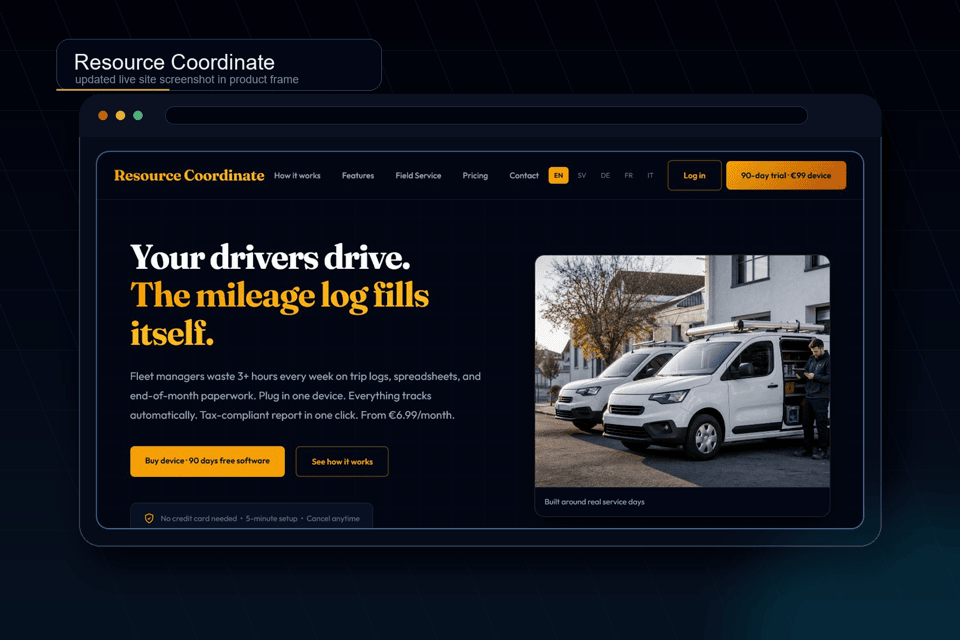 Resource Coordinate
updated live site screenshot in product frame
Resource Coordinate How it works Features Field Service Pricing Contact EN SV DE FR IT Log in 90-day trial · €99 device
Your drivers drive.
The mileage log fills
itself.
Fleet managers waste 3+ hours every week on trip logs, spreadsheets, and
end-of-month paperwork. Plug in one device. Everything tracks
automatically. Tax-compliant report in one click. From €6.99/month.
Buy device · 90 days free software See how it works
No credit card needed • 5-minute setup • Cancel anytime
Built around real service days